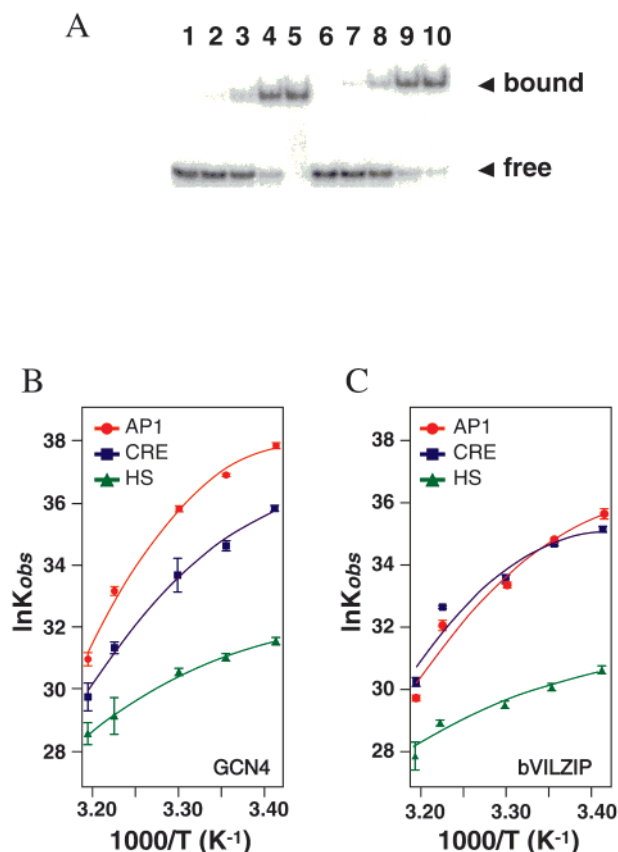 A
1 2 3 4 5 6 7 8 9 10
◄ bound
◄ free
B
38
36
34
32
30
28
lnKobs
AP1
CRE
HS
GCN4
3.20 3.30 3.40
1000/T (K-1)
C
38
36
34
32
30
28
lnKobs
AP1
CRE
HS
bVILZIP
3.20 3.30 3.40
1000/T (K-1)